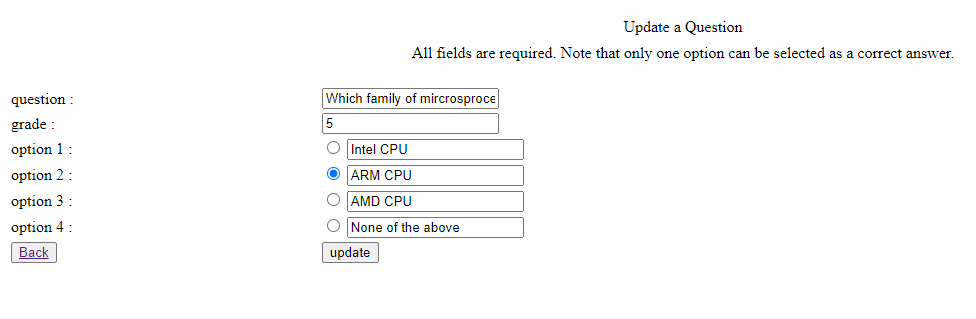 Update a Question
All fields are required. Note that only one option can be selected as a correct answer.
question : Which family of mircrosproce
grade : 5
option 1 : Intel CPU
option 2 : ARM CPU
option 3 : AMD CPU
option 4 : None of the above
Back update